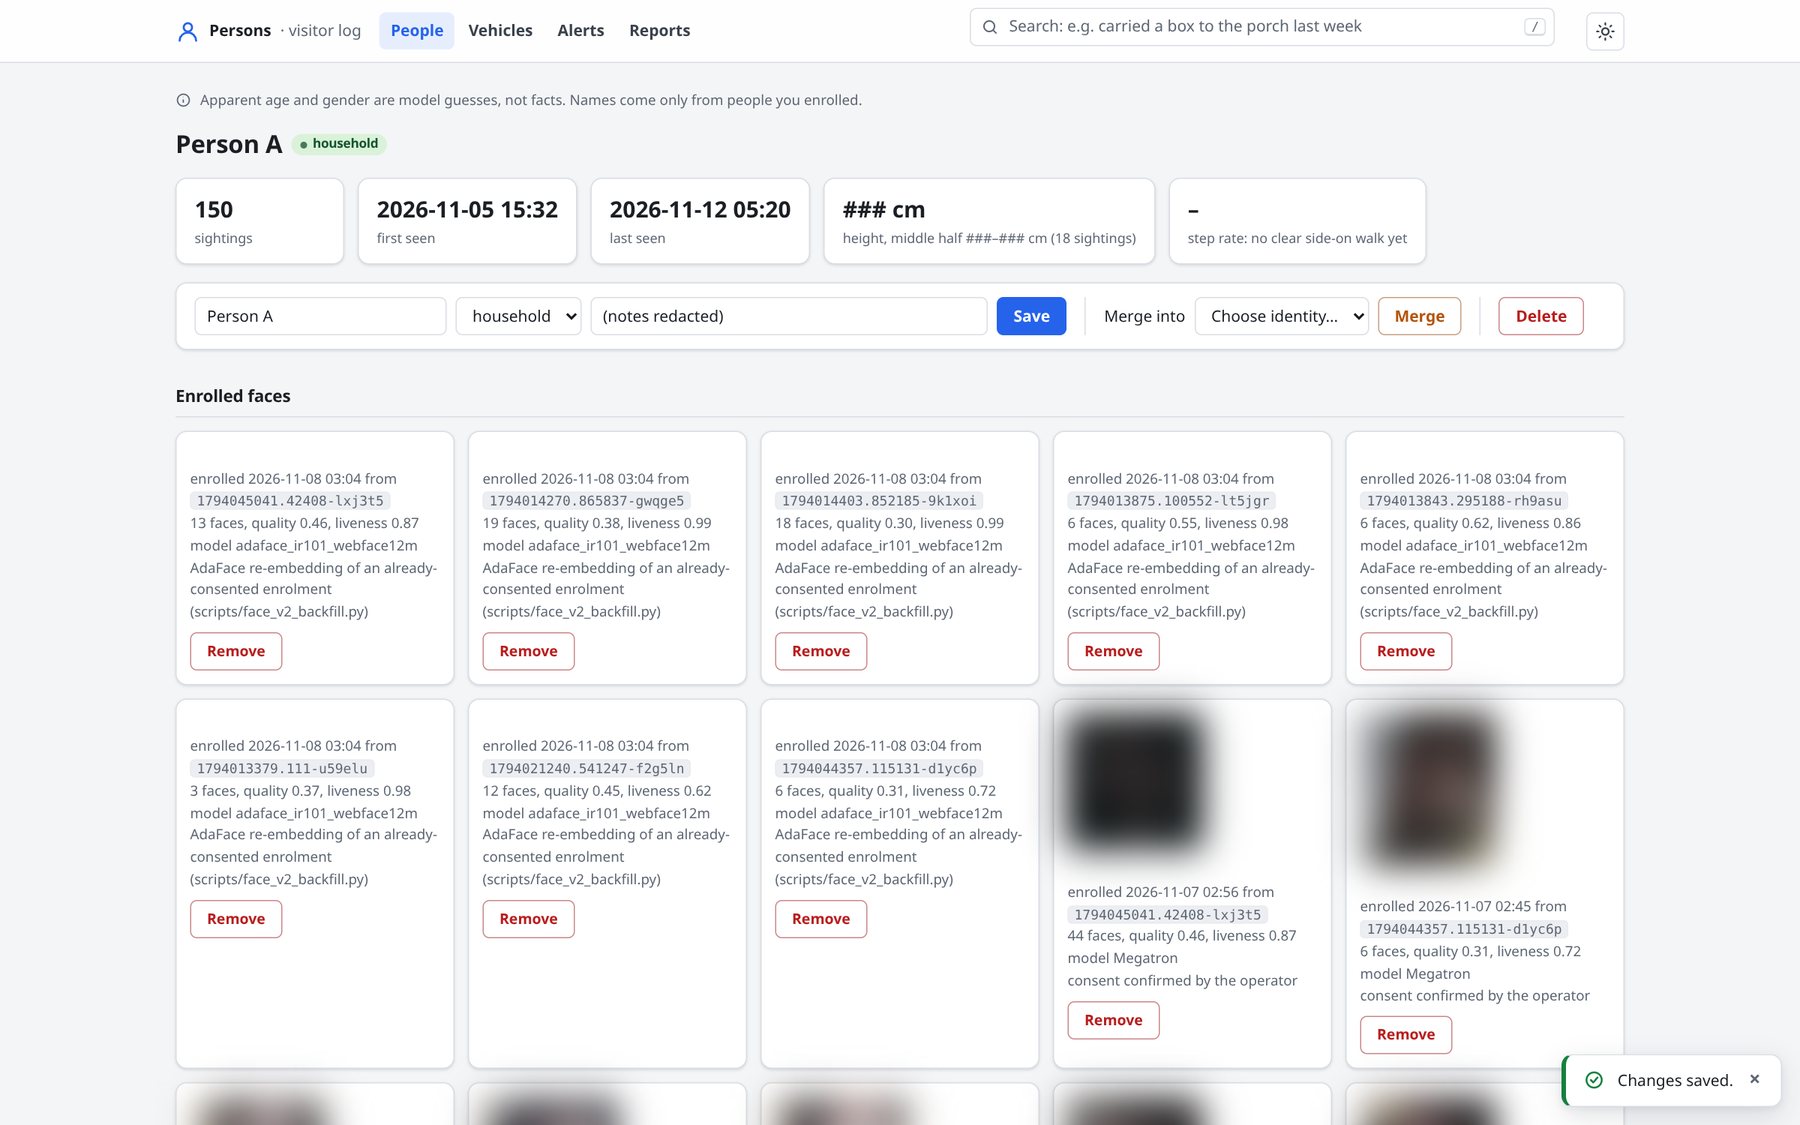 Persons · visitor log People Vehicles Alerts Reports Search: e.g. carried a box to the porch last week /
Apparent age and gender are model guesses, not facts. Names come only from people you enrolled.
Person A household
150
sightings
2026-11-05 15:32
first seen
2026-11-12 05:20
last seen
### cm
height, middle half ###–### cm (18 sightings)
–
step rate: no clear side-on walk yet
Person A household (notes redacted) Save Merge into Choose identity... Merge Delete
Enrolled faces
enrolled 2026-11-08 03:04 from
1794045041.42408-lxj3t5
13 faces, quality 0.46, liveness 0.87
model adaface_ir101_webface12m
AdaFace re-embedding of an already-
consented enrolment
(scripts/face_v2_backfill.py)
Remove
enrolled 2026-11-08 03:04 from
1794014270.865837-gwqge5
19 faces, quality 0.38, liveness 0.99
model adaface_ir101_webface12m
AdaFace re-embedding of an already-
consented enrolment
(scripts/face_v2_backfill.py)
Remove
enrolled 2026-11-08 03:04 from
1794014403.852185-9k1xoi
18 faces, quality 0.30, liveness 0.99
model adaface_ir101_webface12m
AdaFace re-embedding of an already-
consented enrolment
(scripts/face_v2_backfill.py)
Remove
enrolled 2026-11-08 03:04 from
1794013875.100552-lt5jgr
6 faces, quality 0.55, liveness 0.98
model adaface_ir101_webface12m
AdaFace re-embedding of an already-
consented enrolment
(scripts/face_v2_backfill.py)
Remove
enrolled 2026-11-08 03:04 from
1794013843.295188-rh9asu
6 faces, quality 0.62, liveness 0.86
model adaface_ir101_webface12m
AdaFace re-embedding of an already-
consented enrolment
(scripts/face_v2_backfill.py)
Remove
enrolled 2026-11-08 03:04 from
1794013379.111-u59elu
3 faces, quality 0.37, liveness 0.98
model adaface_ir101_webface12m
AdaFace re-embedding of an already-
consented enrolment
(scripts/face_v2_backfill.py)
Remove
enrolled 2026-11-08 03:04 from
1794021240.541247-f2g5ln
12 faces, quality 0.45, liveness 0.62
model adaface_ir101_webface12m
AdaFace re-embedding of an already-
consented enrolment
(scripts/face_v2_backfill.py)
Remove
enrolled 2026-11-08 03:04 from
1794044357.115131-d1yc6p
6 faces, quality 0.31, liveness 0.72
model adaface_ir101_webface12m
AdaFace re-embedding of an already-
consented enrolment
(scripts/face_v2_backfill.py)
Remove
enrolled 2026-11-07 02:56 from
1794045041.42408-lxj3t5
44 faces, quality 0.46, liveness 0.87
model Megatron
consent confirmed by the operator
Remove
enrolled 2026-11-07 02:45 from
1794044357.115131-d1yc6p
6 faces, quality 0.31, liveness 0.72
model Megatron
consent confirmed by the operator
Remove
Changes saved. ×